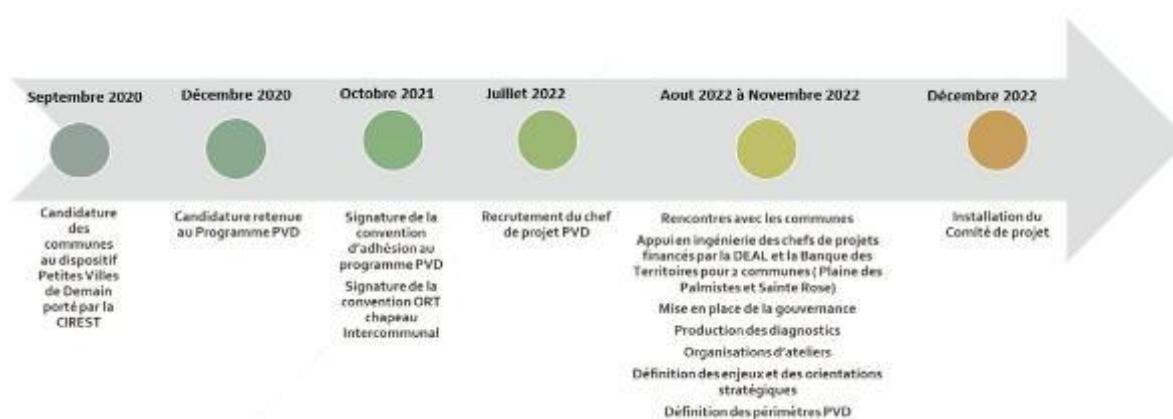 Septembre 2020
Décembre 2020
Octobre 2021
Juillet 2022
Aout 2022 à Novembre 2022
Décembre 2022
Candidature
des
communes
au dispositif
Petites Villes
de Demain
porté par la
CIREST
Candidature retenue
au Programme PVD
Signature de la
convention
d'adhésion au
programme PVD
Signature de la
convention ORT
chapeau
Intercommunal
Recrutement du chef
de projet PVD
Rencontres avec les communes
Appui en ingénierie des chefs de projets
financés par la DEAL et la Banque des
Territoires pour 2 communes ( Plaine des
Palmistes et Sainte Rose)
Mise en place de la gouvernance
Production des diagnostics
Organisations d'ateliers
Définition des enjeux et des orientations
stratégiques
Définition des périmètres PVD
Installation du
Comité de projet